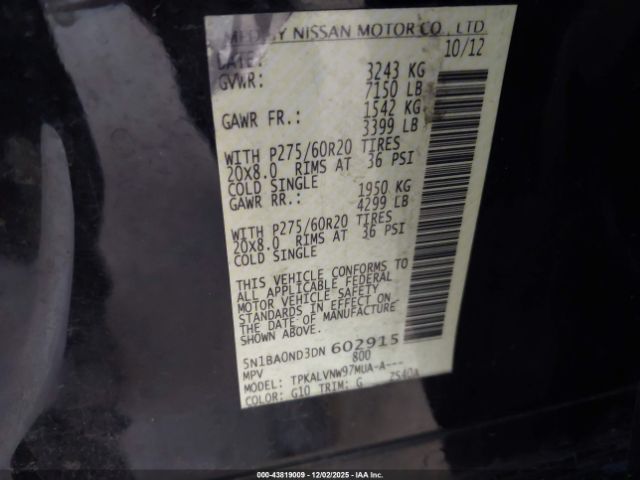 MFD BY NISSAN MOTOR CO., LTD
DATE: 10/12
GVWR: 3243 KG
7150 LB
GAWR FR.: 1542 KG
3399 LB
WITH P275/60R20 TIRES
20X8.0 RIMS AT 36 PSI
COLD SINGLE
GAWR RR.: 1950 KG
4299 LB
WITH P275/60R20 TIRES
20X8.0 RIMS AT 36 PSI
COLD SINGLE
THIS VEHICLE CONFORMS TO
ALL APPLICABLE FEDERAL
MOTOR VEHICLE SAFETY
STANDARDS IN EFFECT ON
THE DATE OF MANUFACTURE
5N1BA0ND3DN 602915
MPV 800
MODEL: TPKALVNW97MUA-A---
COLOR: G10 TRIM: G ZS40A
000-43819009 - 12/02/2025 - IAA Inc.